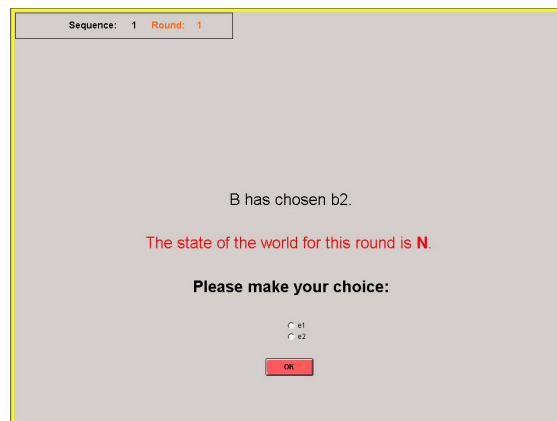 Sequence: 1 Round: 1
B has chosen b2.
The state of the world for this round is N.
Please make your choice:
e1
e2
OK